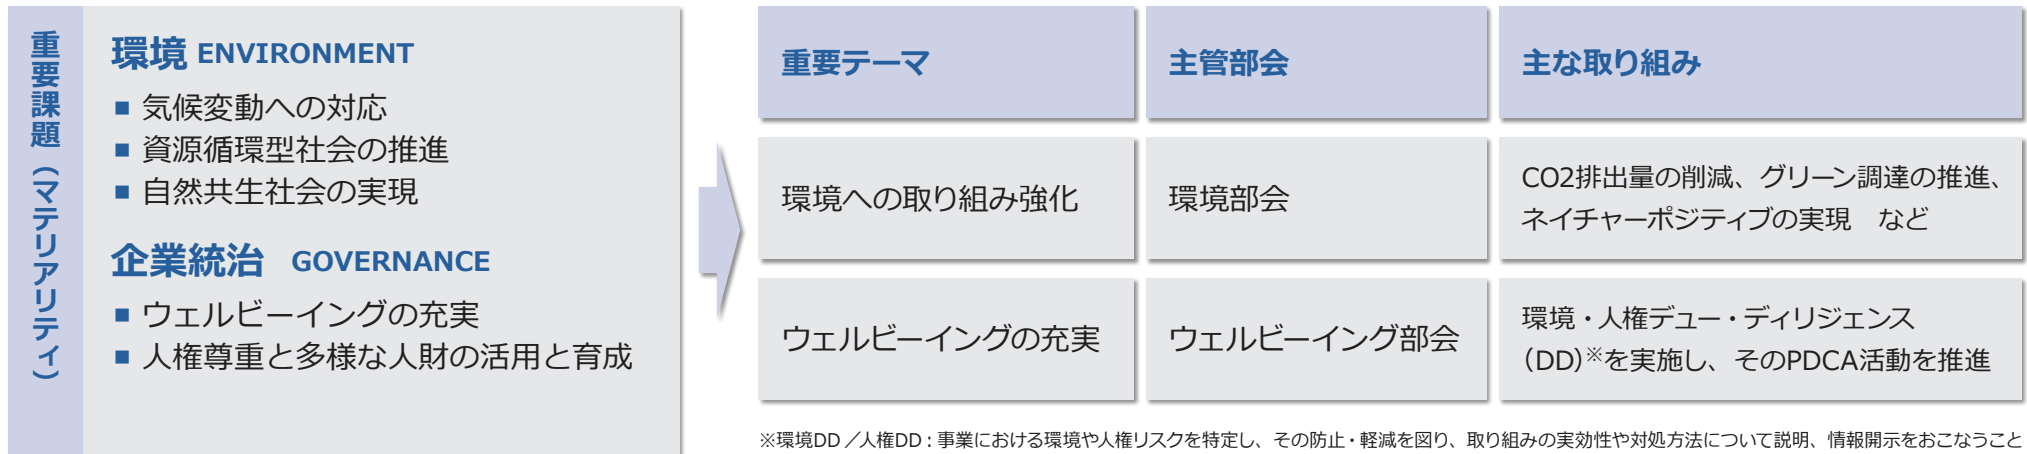 重要課題（マテリアリティ）
環境 ENVIRONMENT
■ 気候変動への対応
■ 資源循環型社会の推進
■ 自然共生社会の実現
企業統治 GOVERNANCE
■ ウェルビーイングの充実
■ 人権尊重と多様な人財の活用と育成
重要テーマ 主管部会 主な取り組み
環境への取り組み強化 環境部会 CO2排出量の削減、グリーン調達の推進、
ネイチャーポジティブの実現　など
ウェルビーイングの充実 ウェルビーイング部会 環境・人権デュー・ディリジェンス
（DD）※を実施し、そのPDCA活動を推進
※環境DD／人権DD：事業における環境や人権リスクを特定し、その防止・軽減を図り、取り組みの実効性や対処方法について説明、情報開示をおこなうこと